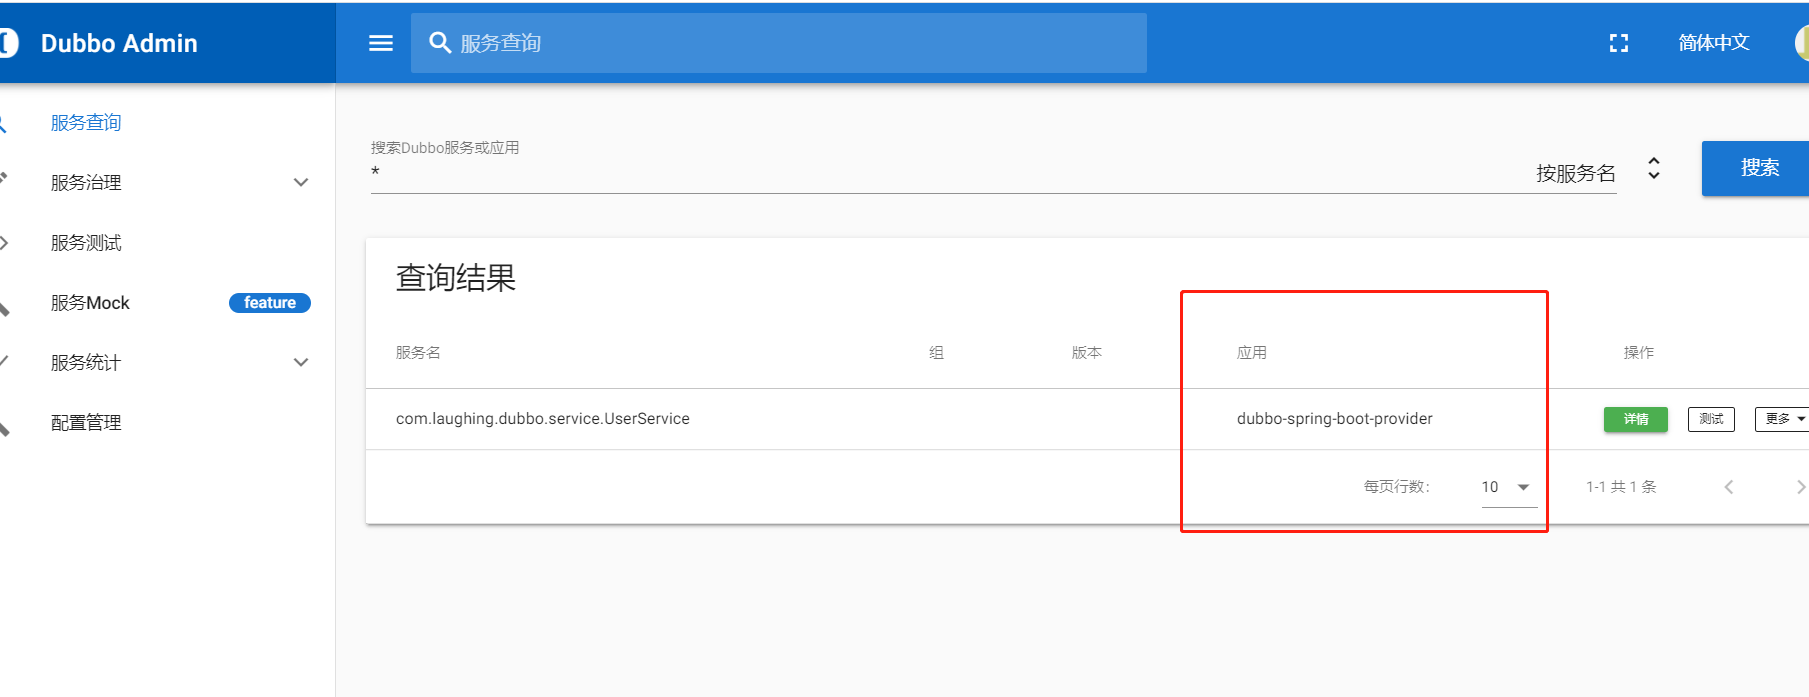 Dubbo Admin
服务查询
简体中文
服务查询
服务治理
服务测试
服务Mock
feature
服务统计
配置管理
搜索Dubbo服务或应用
*
按服务名
搜索
查询结果
服务名 组 版本 应用 操作
com.laughing.dubbo.service.UserService dubbo-spring-boot-provider 详情 测试 更多
每页行数: 10 1-1 共 1 条